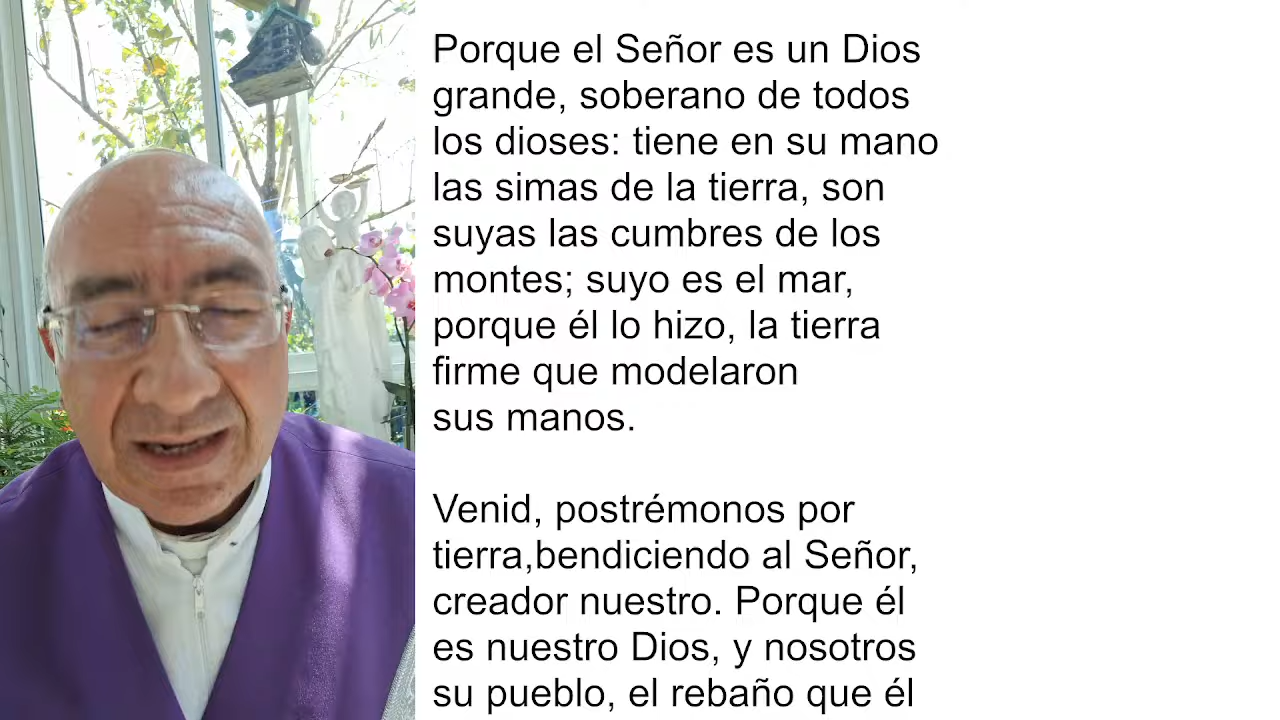 Porque el Señor es un Dios
grande, soberano de todos
los dioses: tiene en su mano
las simas de la tierra, son
suyas las cumbres de los
montes; suyo es el mar,
porque él lo hizo, la tierra
firme que modelaron
sus manos.
Venid, postrémonos por
tierra,bendiciendo al Señor,
creador nuestro. Porque él
es nuestro Dios, y nosotros
su pueblo, el rebaño que él